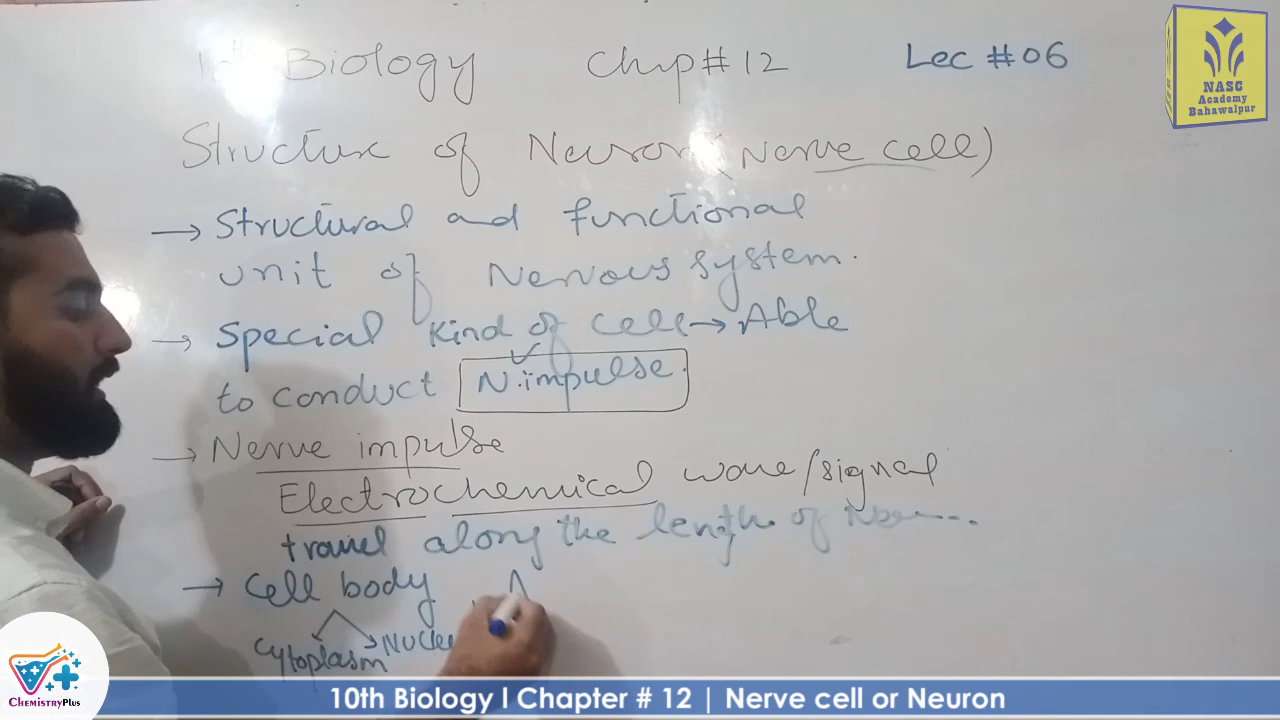 10th Biology Chp#12 Lec #06
NASC
Academy
Bahawalpur
Structure of Neuron (Nerve cell)
→ Structural and functional
unit of Nervous system.
→ Special Kind of cell → Able
to conduct N.impulse.
→ Nerve impulse
Electrochemical wave/signal
travel along the length of
→ Cell body
Cytoplasm
ChemistryPlus
10th Biology I Chapter # 12 | Nerve cell or Neuron